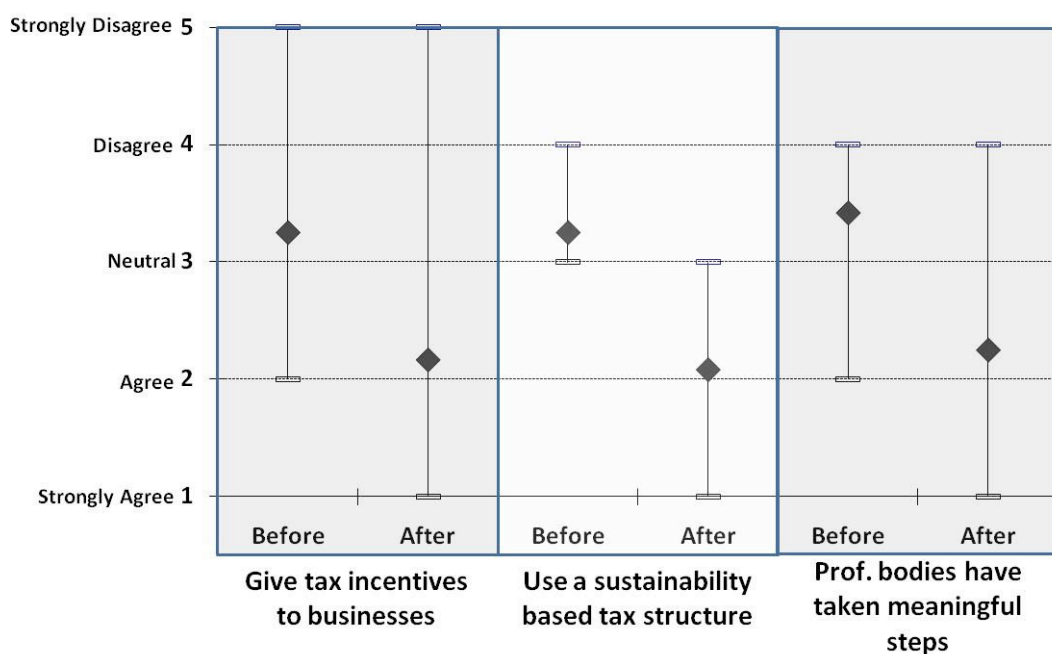 Strongly Disagree 5
Disagree 4
Neutral 3
Agree 2
Strongly Agree 1
Before After Before After Before After
Give tax incentives
to businesses
Use a sustainability
based tax structure
Prof. bodies have
taken meaningful
steps